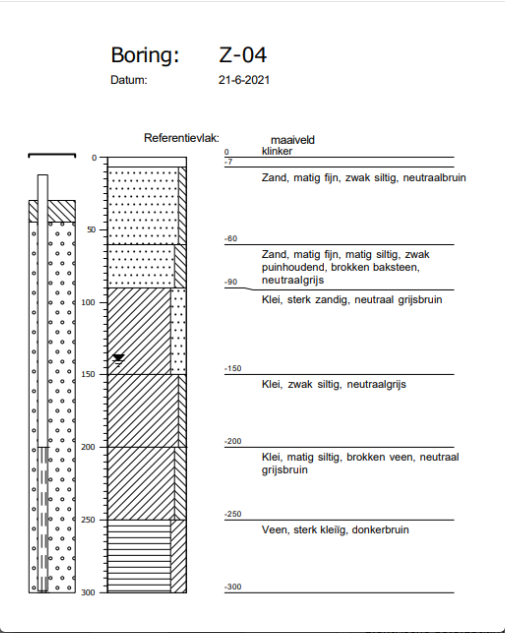 Boring: Z-04
Datum: 21-6-2021
Referentievlak: maaiveld
0
0 klinker
-7
Zand, matig fijn, zwak siltig, neutraalbruin
50
-60
Zand, matig fijn, matig siltig, zwak
puinhoudend, brokken baksteen,
neutraalgrijs
-90
Klei, sterk zandig, neutraal grijsbruin
100
-150
150
Klei, zwak siltig, neutraalgrijs
-200
200
Klei, matig siltig, brokken veen, neutraal
grijsbruin
-250
250
Veen, sterk kleiïg, donkerbruin
-300
300